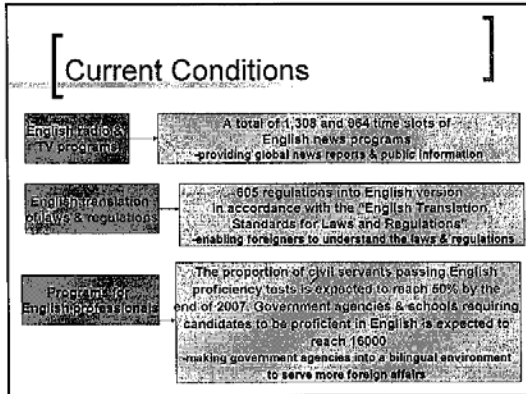 Current Conditions
English radio &
TV programs
A total of 1,308 and 964 time slots of
English news programs
-providing global news reports & public information
English translation
of laws & regulations
605 regulations into English version
in accordance with the "English Translation
Standards for Laws and Regulations"
-enabling foreigners to understand the laws & regulations
Programs for
English professionals
The proportion of civil servants passing English
proficiency tests is expected to reach 50% by the
end of 2007. Government agencies & schools requiring
candidates to be proficient in English is expected to
reach 16000
-making government agencies into a bilingual environment
to serve more foreign affairs